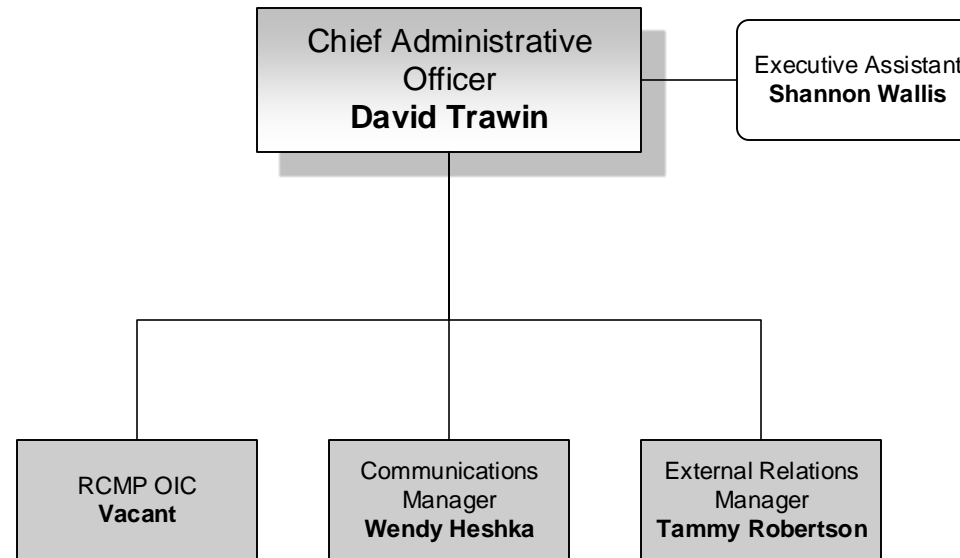 Chief Administrative
Officer
David Trawin
Executive Assistant
Shannon Wallis
RCMP OIC
Vacant
Communications
Manager
Wendy Heshka
External Relations
Manager
Tammy Robertson